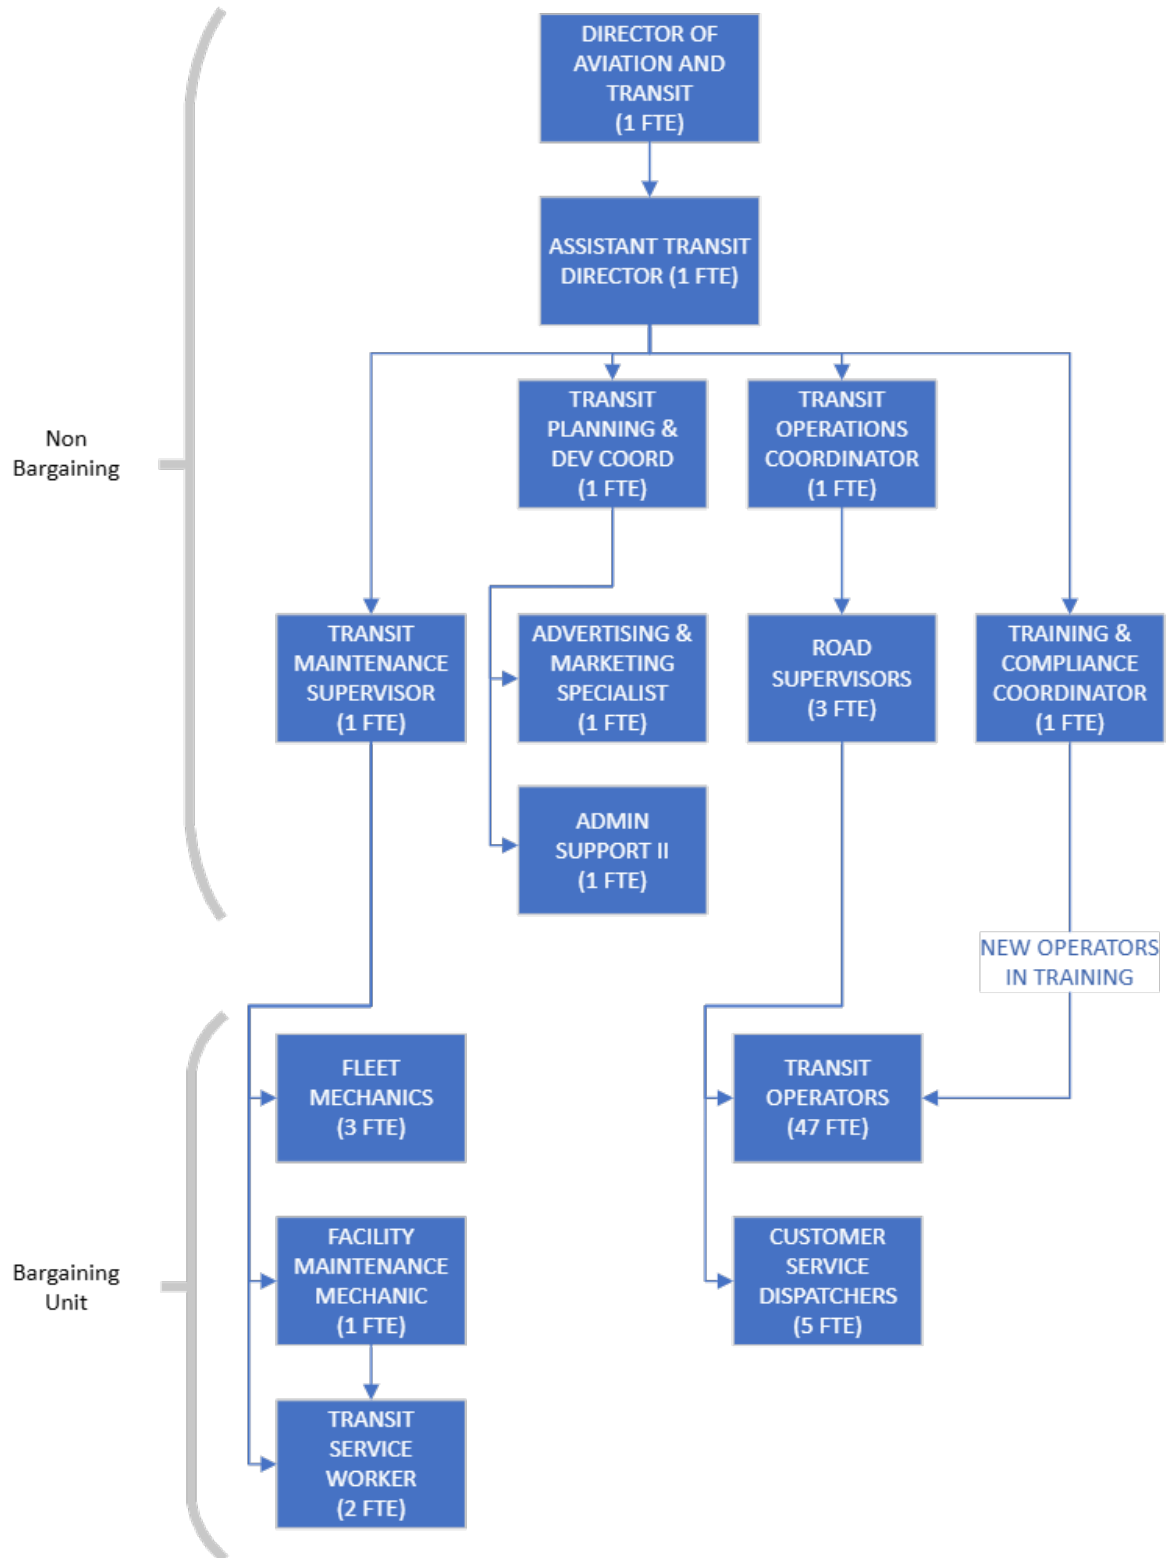 DIRECTOR OF
AVIATION AND
TRANSIT
(1 FTE)
ASSISTANT TRANSIT
DIRECTOR (1 FTE)
TRANSIT
PLANNING &
DEV COORD
(1 FTE)
TRANSIT
OPERATIONS
COORDINATOR
(1 FTE)
Non
Bargaining
TRANSIT
MAINTENANCE
SUPERVISOR
(1 FTE)
ADVERTISING &
MARKETING
SPECIALIST
(1 FTE)
ROAD
SUPERVISORS
(3 FTE)
TRAINING &
COMPLIANCE
COORDINATOR
(1 FTE)
ADMIN
SUPPORT II
(1 FTE)
NEW OPERATORS
IN TRAINING
FLEET
MECHANICS
(3 FTE)
TRANSIT
OPERATORS
(47 FTE)
Bargaining
Unit
FACILITY
MAINTENANCE
MECHANIC
(1 FTE)
CUSTOMER
SERVICE
DISPATCHERS
(5 FTE)
TRANSIT
SERVICE
WORKER
(2 FTE)